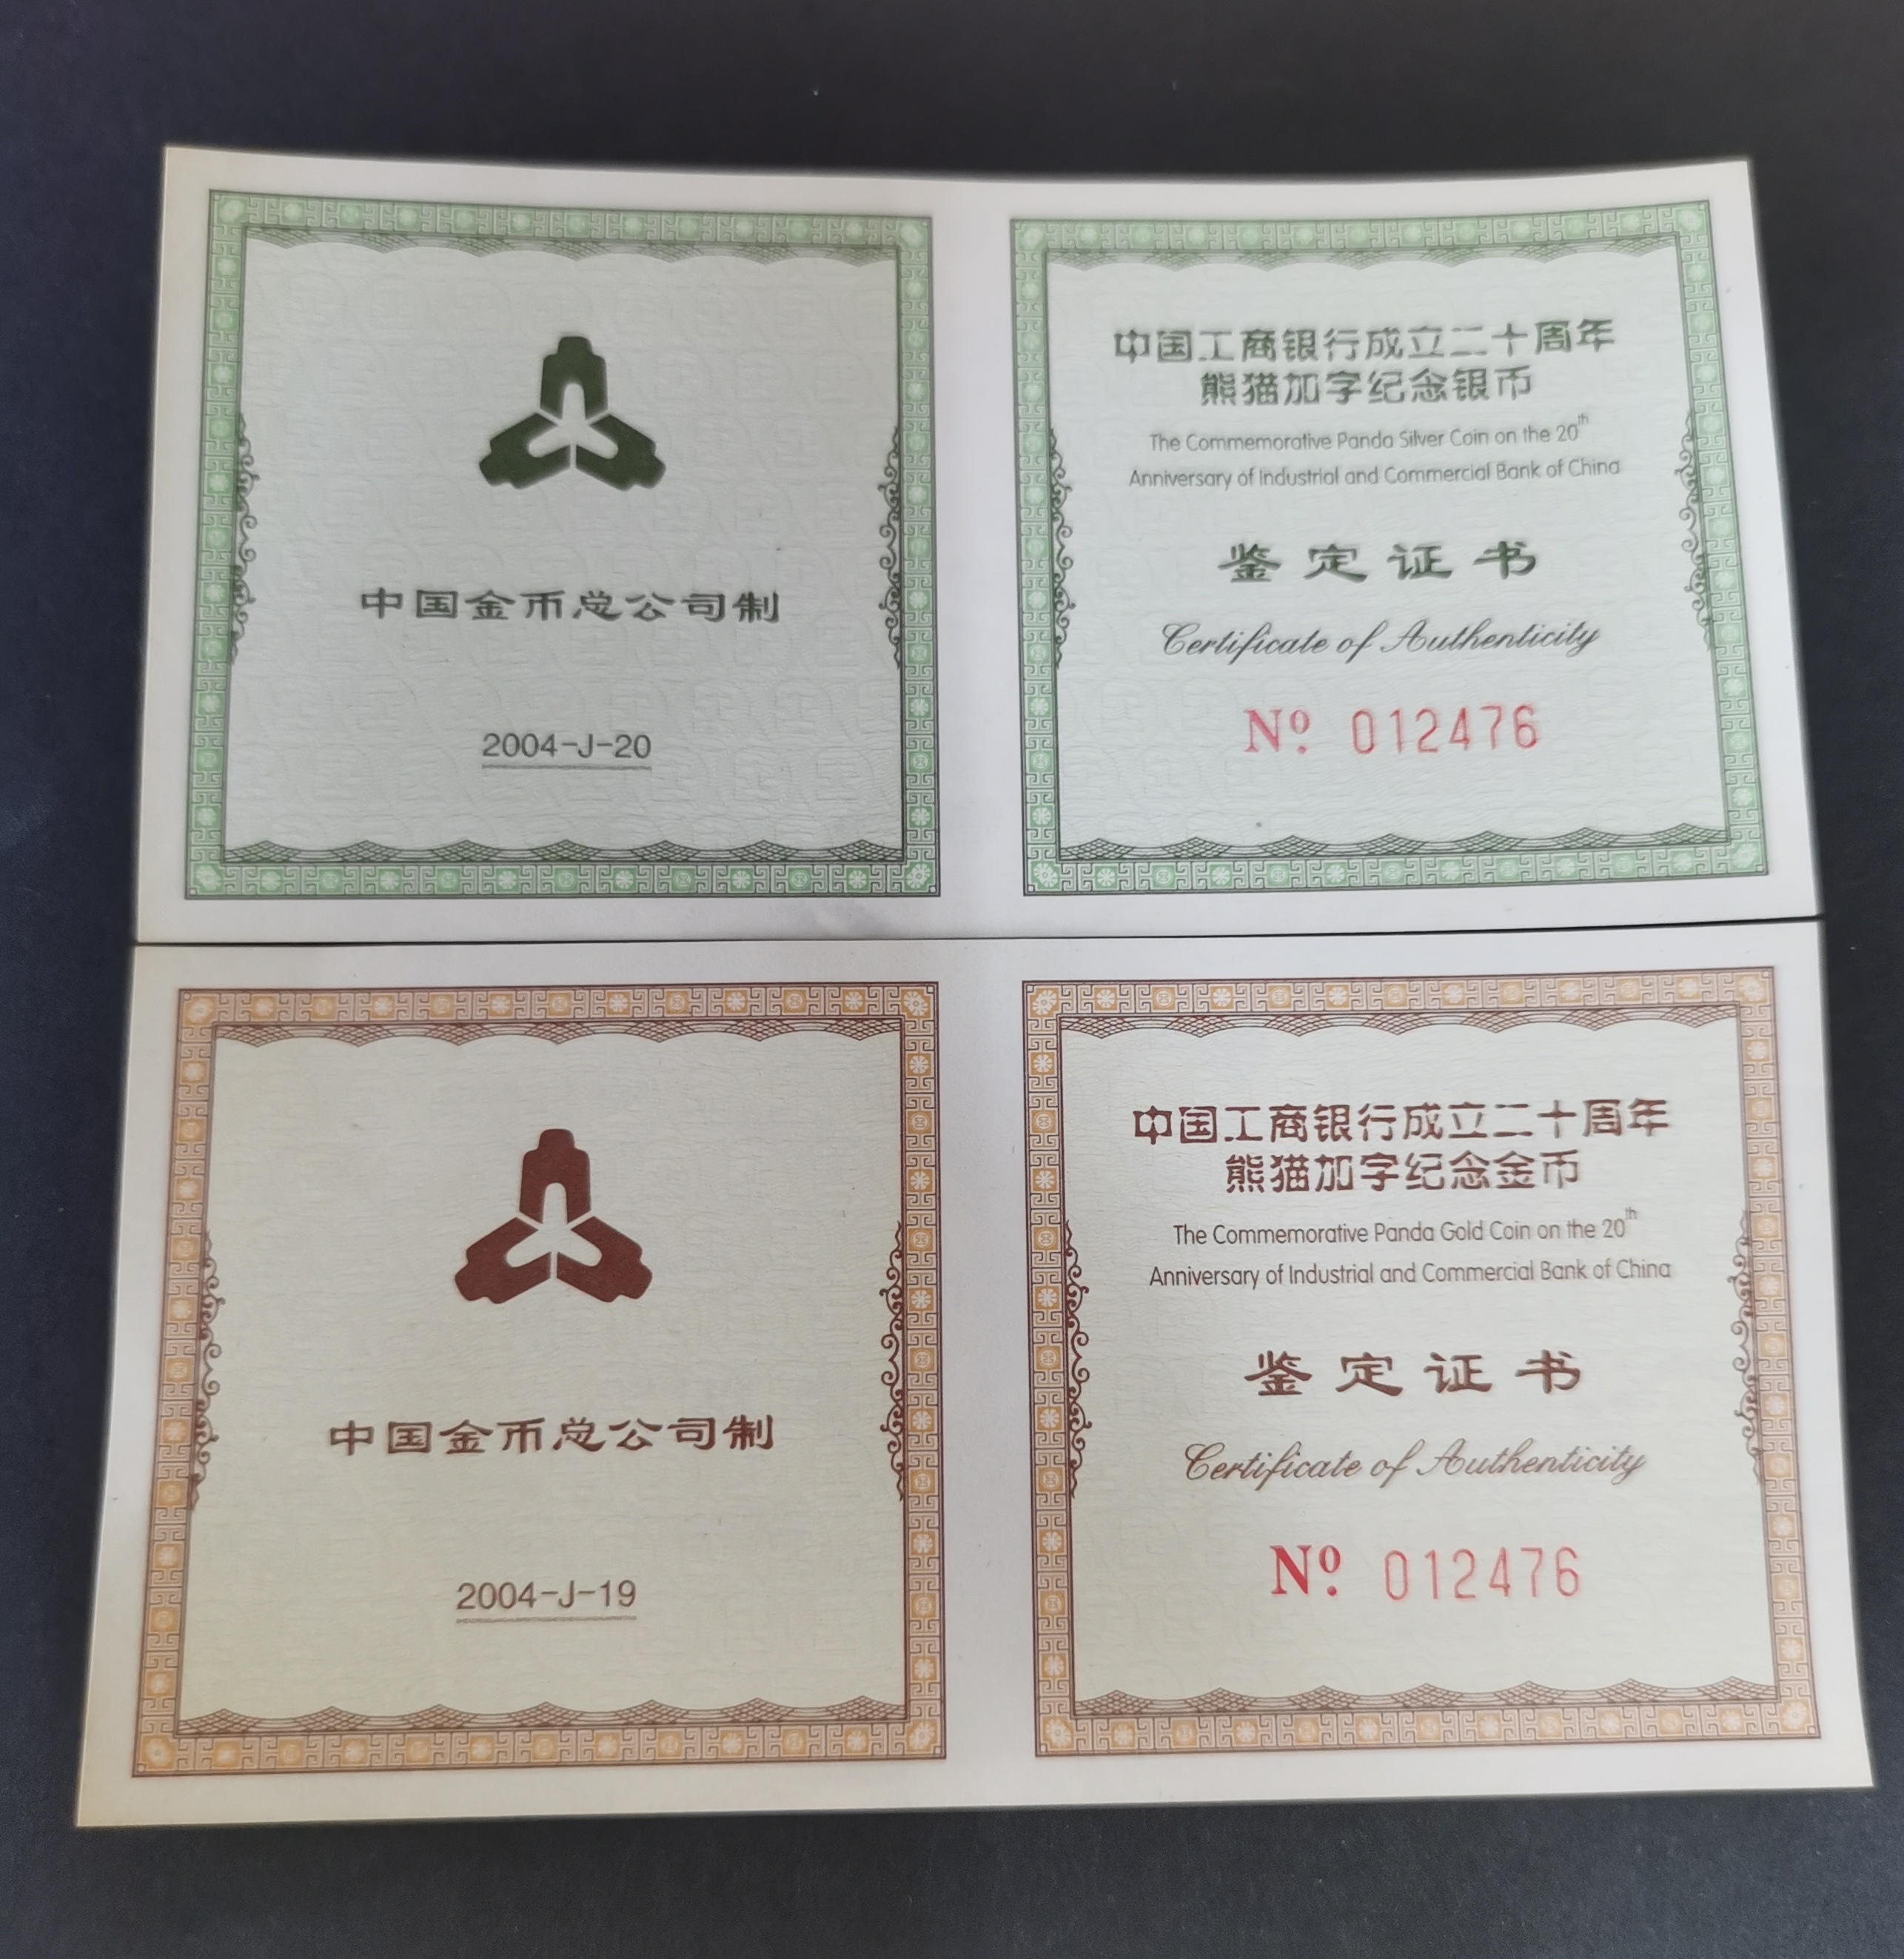 中国金币总公司制
2004-J-20
中国工商银行成立二十周年
熊猫加字纪念银币
The Commemorative Panda Silver Coin on the 20th
Anniversary of Industrial and Commercial Bank of China
鉴定证书
Certificate of Authenticity
Nº 012476
中国金币总公司制
2004-J-19
中国工商银行成立二十周年
熊猫加字纪念金币
The Commemorative Panda Gold Coin on the 20th
Anniversary of Industrial and Commercial Bank of China
鉴定证书
Certificate of Authenticity
Nº 012476